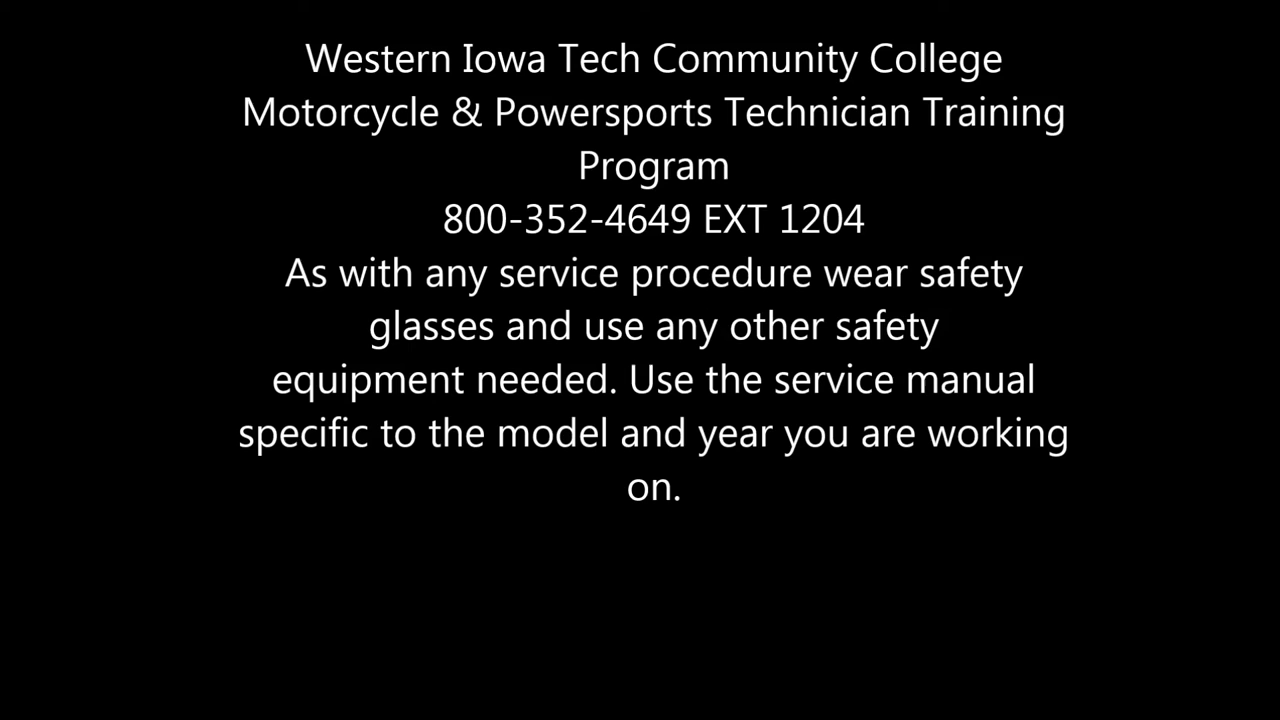 Western Iowa Tech Community College
Motorcycle & Powersports Technician Training
Program
800-352-4649 EXT 1204
As with any service procedure wear safety
glasses and use any other safety
equipment needed. Use the service manual
specific to the model and year you are working
on.